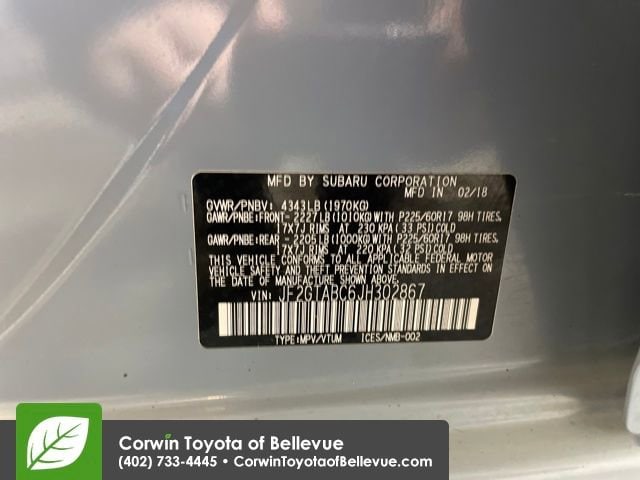 MFD BY SUBARU CORPORATION
MFD IN 02/18
GVWR/PNBV: 4343LB (1970KG)
GAWR/PNBE:FRONT-2227LB(1010KG)WITH P225/60R17 98H TIRES,
17X7J RIMS AT 230 KPA(33 PSI)COLD
GAWR/PNBE:REAR -2205LB(1000KG)WITH P225/60R17 98H TIRES,
17X7J RIMS AT 220 KPA(32 PSI)COLD
THIS VEHICLE CONFORMS TO ALL APPLICABLE FEDERAL MOTOR
VEHICLE SAFETY AND THEFT PREVENTION STANDARDS IN EFFECT ON
THE DATE OF MANUFACTURE SHOWN ABOVE.
VIN: JF2GTABC6JH302867
TYPE:MPV/VTUM ICES/NMB-002
Corwin Toyota of Bellevue
(402) 733-4445 • CorwinToyotaofBellevue.com